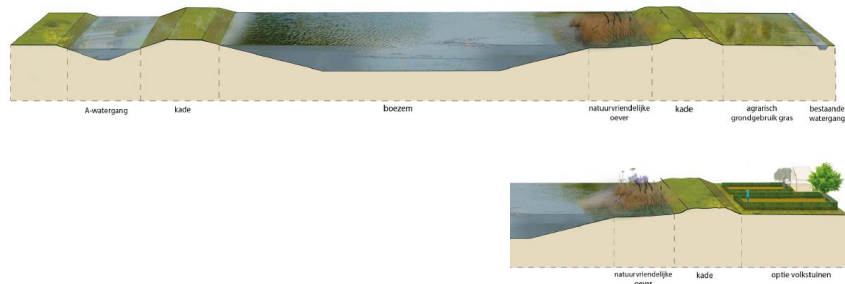 A-watergang
kade
boezem
natuurvriendelijke
oever
kade
agrarisch
grondgebruik gras
bestaande
watergang
natuurvriendelijke
oever
kade
optie volkstuinen